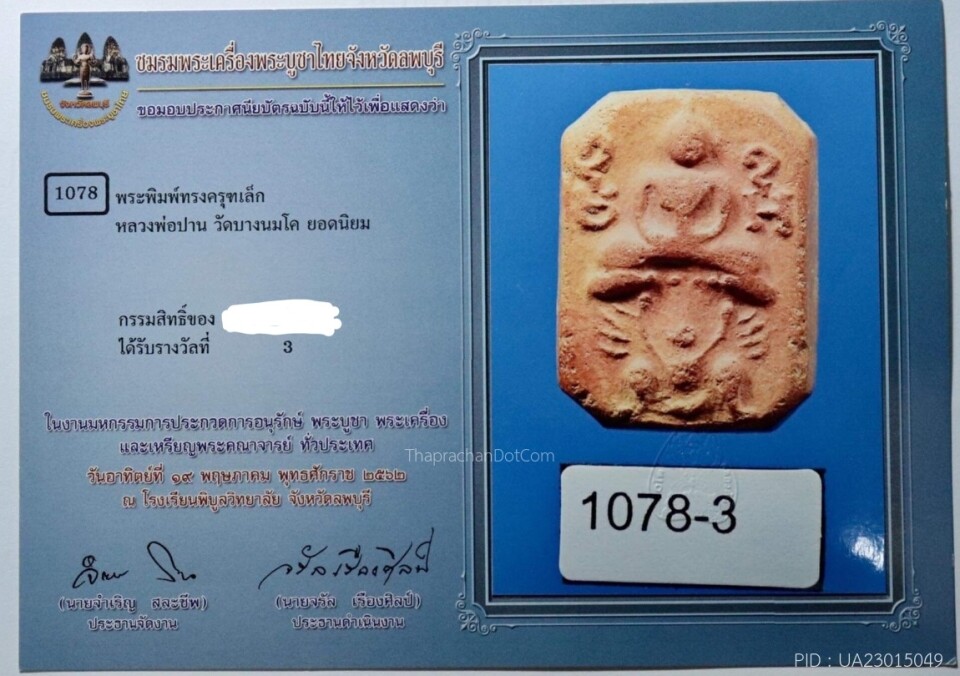 ชมรมพระเครื่องพระบูชาไทยจังหวัดลพบุรี
ขอมอบประกาศนียบัตรฉบับนี้ให้ไว้เพื่อแสดงว่า
จังหวัดลพบุรี
1078 พระพิมพ์ทรงครุฑเล็ก
หลวงพ่อปาน วัดบางนมโค ยอดนิยม
กรรมสิทธิ์ของ
ได้รับรางวัลที่ 3
ในงานมหกรรมการประกวดการอนุรักษ์ พระบูชา พระเครื่อง
และเหรียญพระคณาจารย์ ทั่วประเทศ
ThaprachanDotCom
วันอาทิตย์ที่ ๑๙ พฤษภาคม พุทธศักราช ๒๕๖๒
ณ โรงเรียนพิบูลวิทยาลัย จังหวัดลพบุรี
(นายจำเริญ สละชีพ)
ประธานจัดงาน
(นายจรัล เรืองศิลป์)
ประธานดำเนินงาน
1078-3
PID : UA23015049